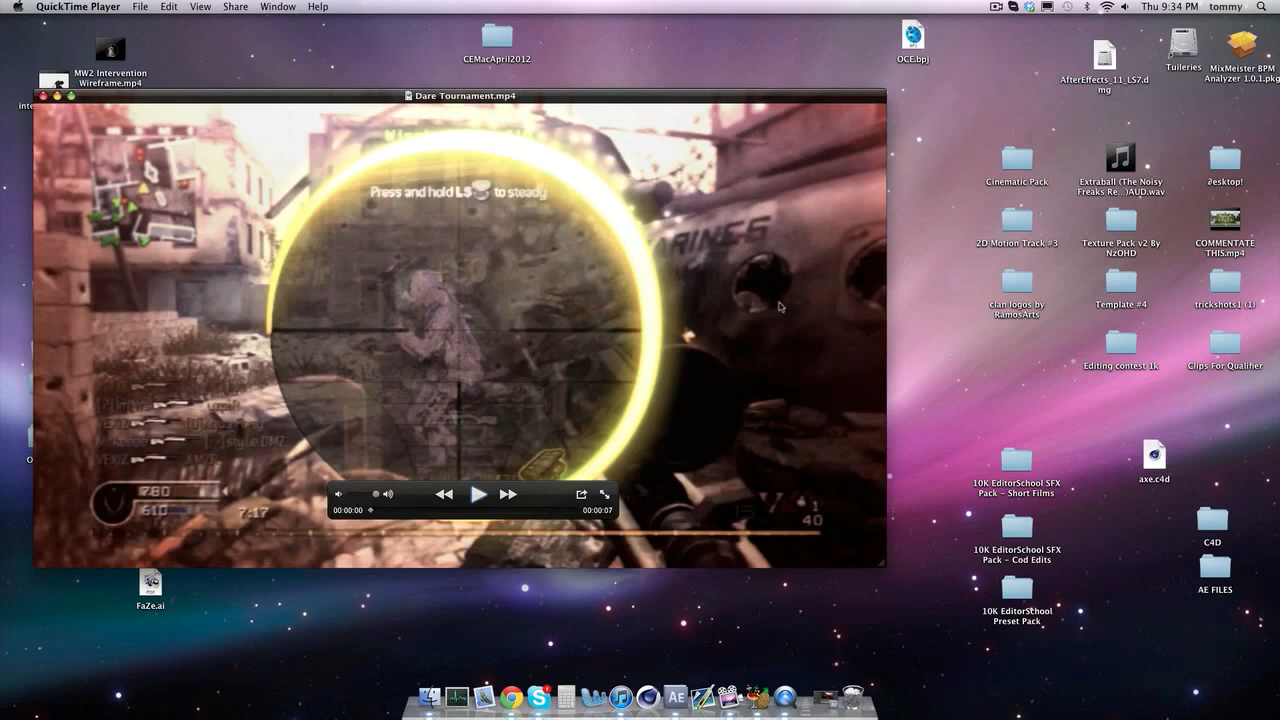 QuickTime Player File Edit View Share Window Help
Thu 9:34 PM tommy
MW2 Intervention
Wireframe.mp4
CEMacApril2012
OCE.bpj
AfterEffects_11_LS7.d
mg
Tuileries
MixMeister BPM
Analyzer 1.0.1.pkg
Dare Tournament.mp4
Press and hold LS to steady
ARINES
Cinematic Pack
Extraball (The Noisy
Freaks Re...)AUD.wav
2D Motion Track #3
Texture Pack v2 By
NzOHD
COMMENTATE
THIS.mp4
clan logos by
RamosArts
Template #4
trickshots1 (1)
Editing contest 1k
Clips For Qualifier
780
610
7:17
1
40
00:00:00
00:00:07
10K EditorSchool SFX
Pack - Short Films
axe.c4d
10K EditorSchool SFX
Pack - Cod Edits
C4D
AE FILES
10K EditorSchool
Preset Pack
FaZe.ai
PDF
AE